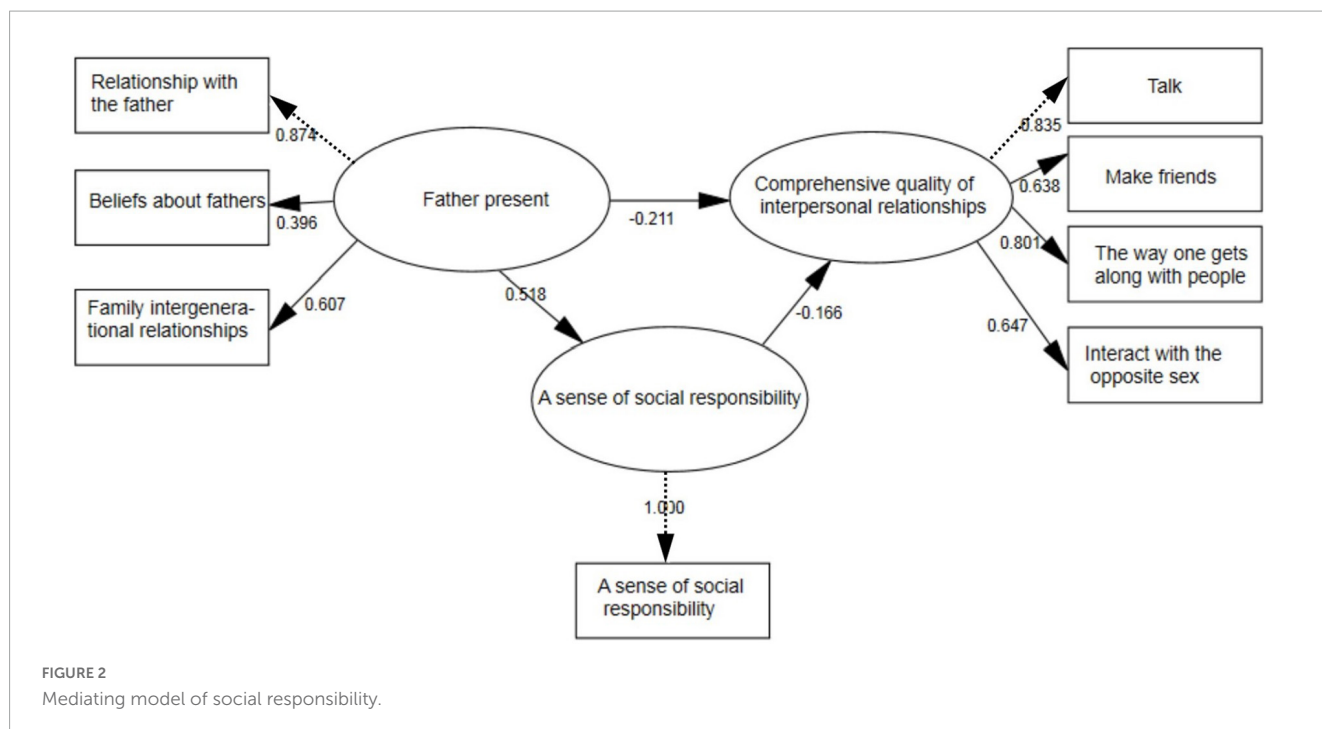 Relationship with
the father
0.874
Beliefs about fathers
0.396
Family intergenera-
tional relationships
0.607
Father present
-0.211
0.518
Comprehensive quality of
interpersonal relationships
-0.166
A sense of social responsibility
1.000
A sense of social
responsibility
Talk
0.835
Make friends
0.638
The way one gets
along with people
0.801
Interact with the
opposite sex
0.647
FIGURE 2
Mediating model of social responsibility.